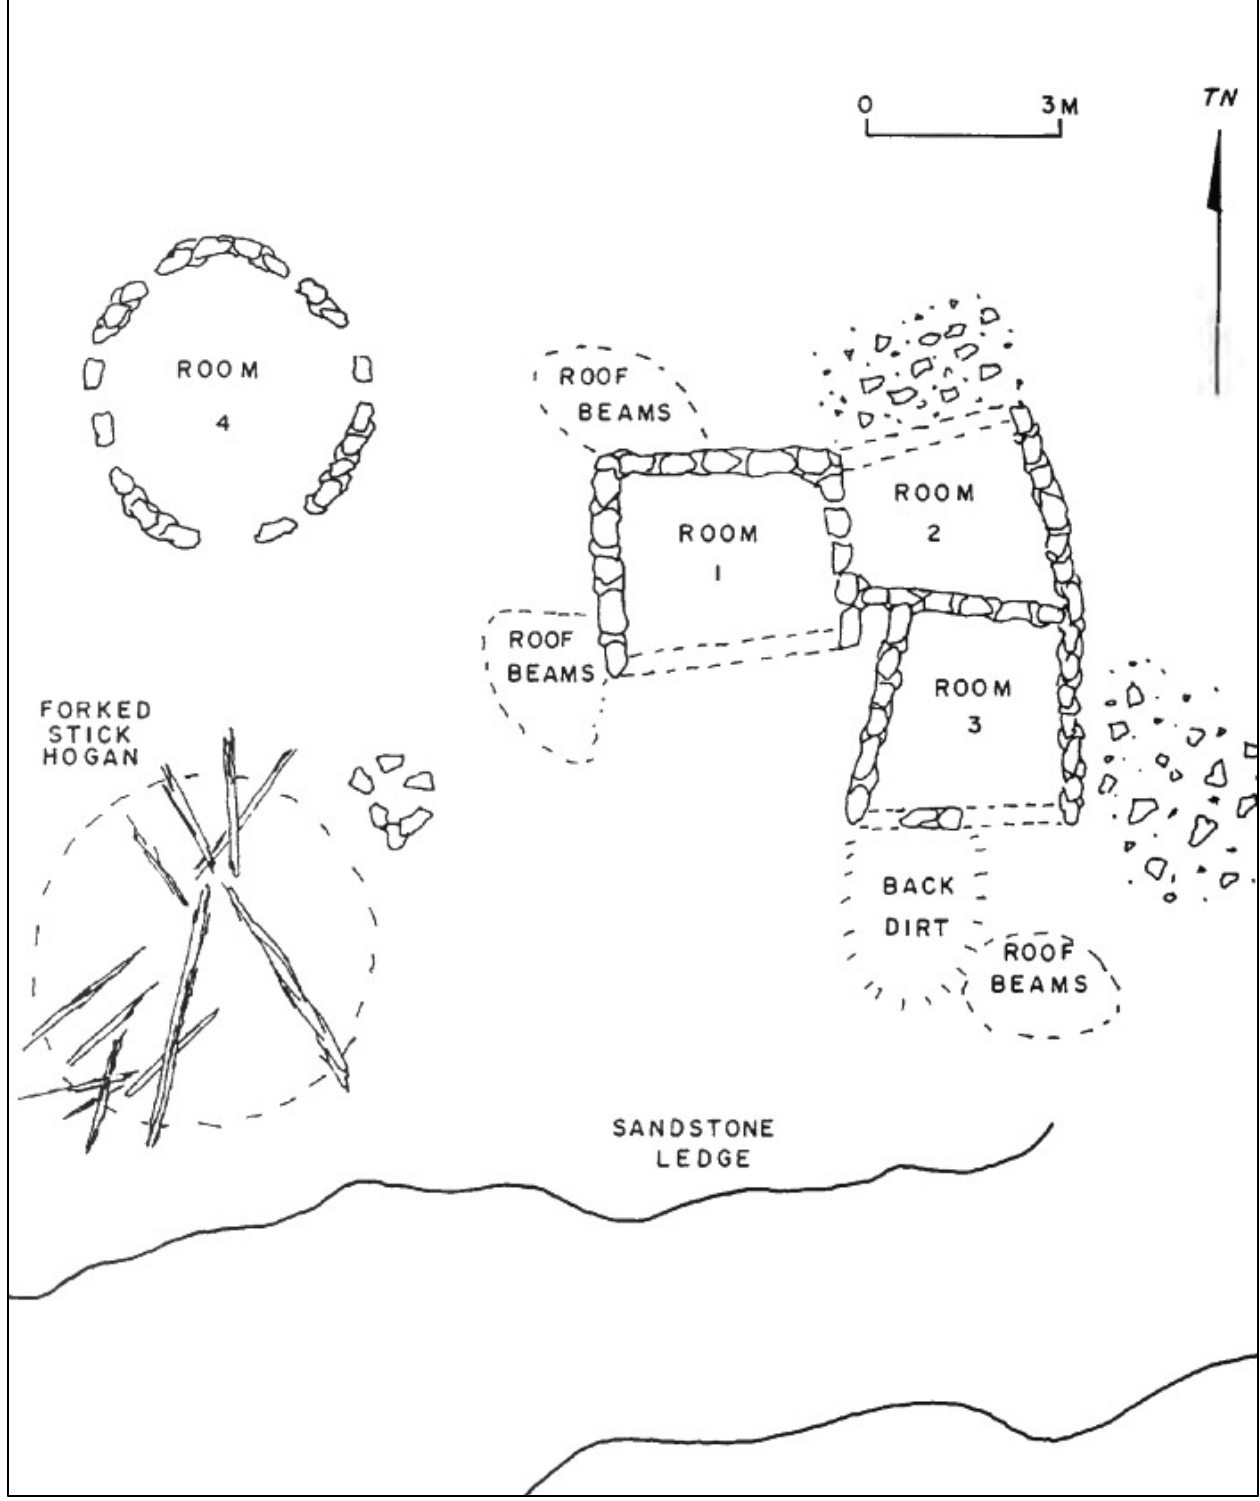 0 3M
TN
ROOM
4
ROOF
BEAMS
ROOM
2
ROOM
1
ROOF
BEAMS
ROOM
3
FORKED
STICK
HOGAN
BACK
DIRT
ROOF
BEAMS
SANDSTONE
LEDGE